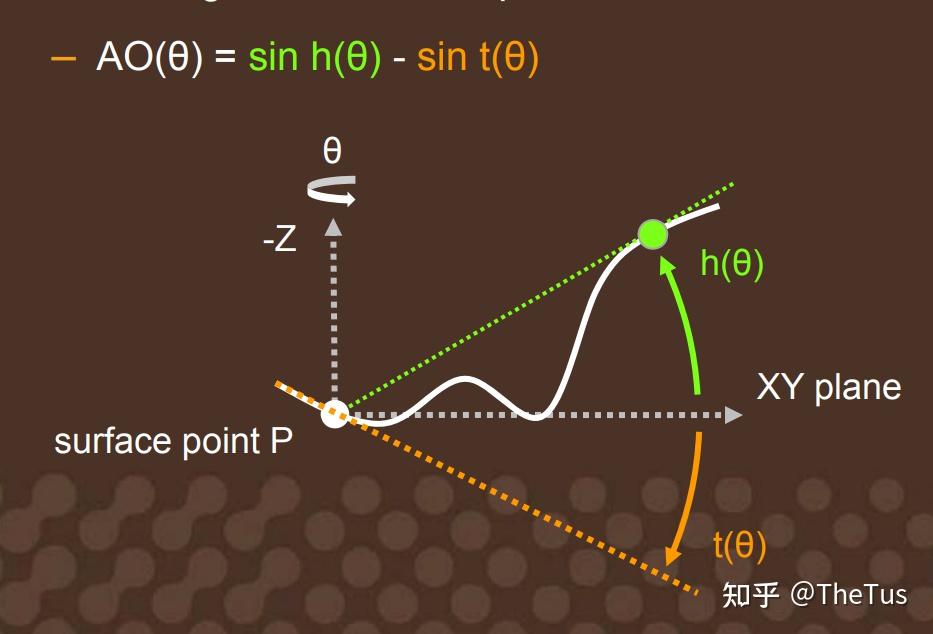 – AO(θ) = sin h(θ) - sin t(θ)
θ
-Z
h(θ)
XY plane
surface point P
t(θ)
知乎 @TheTus